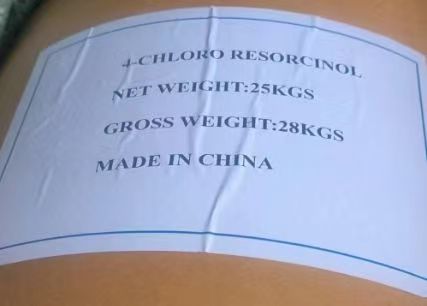 4-CHLORO RESORCINOL
NET WEIGHT:25KGS
GROSS WEIGHT:28KGS
MADE IN CHINA